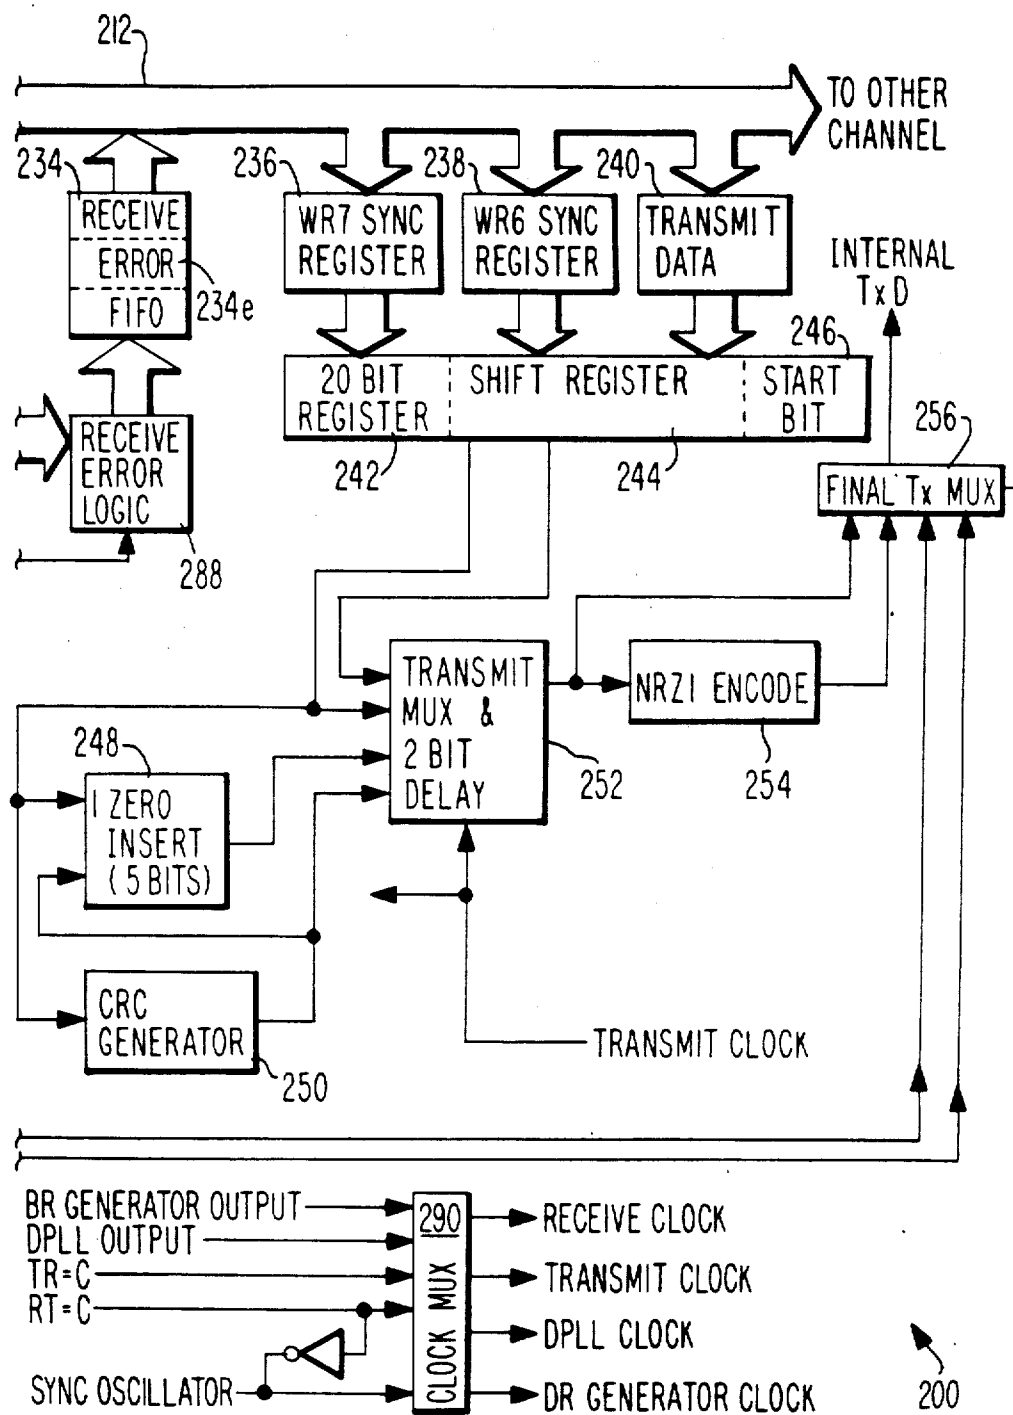 212
TO OTHER
CHANNEL
234
RECEIVE
ERROR
FIFO
234e
236
WR7 SYNC
REGISTER
238
WR6 SYNC
REGISTER
240
TRANSMIT
DATA
INTERNAL
TxD
246
20 BIT
REGISTER
SHIFT REGISTER
START
BIT
242
244
256
RECEIVE
ERROR
LOGIC
288
FINAL Tx MUX
TRANSMIT
MUX &
2 BIT
DELAY
252
NRZI ENCODE
254
248
1 ZERO
INSERT
(5 BITS)
CRC
GENERATOR
250
TRANSMIT CLOCK
BR GENERATOR OUTPUT
DPLL OUTPUT
TR=C
RT=C
SYNC OSCILLATOR
290
CLOCK MUX
RECEIVE CLOCK
TRANSMIT CLOCK
DPLL CLOCK
DR GENERATOR CLOCK
200